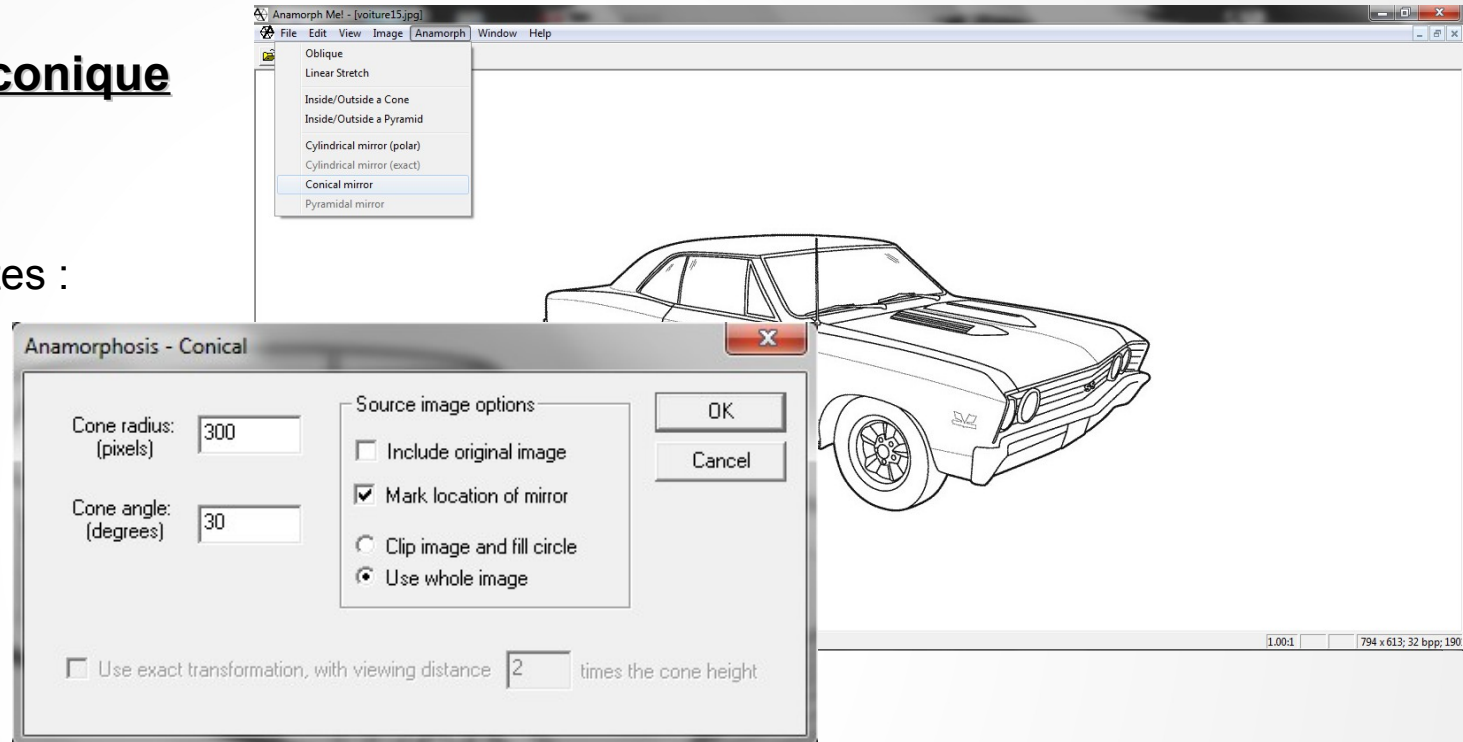 conique
tes :
Anamorph Me! - [voiture15.jpg]
File Edit View Image Anamorph Window Help
Oblique
Linear Stretch
Inside/Outside a Cone
Inside/Outside a Pyramid
Cylindrical mirror (polar)
Cylindrical mirror (exact)
Conical mirror
Pyramidal mirror
1.00:1 794 x 613; 32 bpp; 190
Anamorphosis - Conical
Cone radius:
(pixels)
300
Cone angle:
(degrees)
30
Source image options
Include original image
Mark location of mirror
Clip image and fill circle
Use whole image
OK
Cancel
Use exact transformation, with viewing distance 2 times the cone height